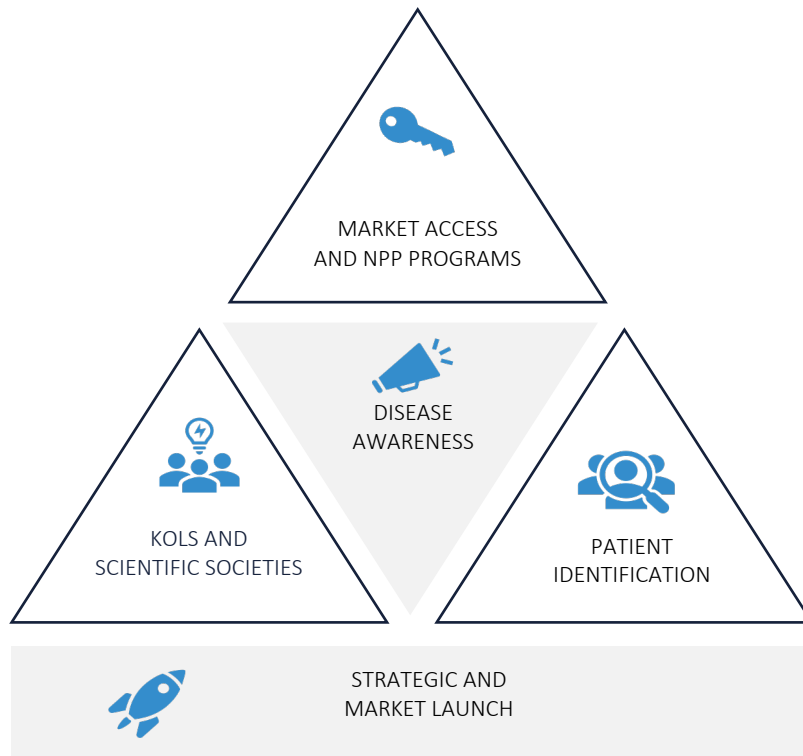 MARKET ACCESS
AND NPP PROGRAMS
DISEASE
AWARENESS
KOLS AND
SCIENTIFIC SOCIETIES
PATIENT
IDENTIFICATION
STRATEGIC AND
MARKET LAUNCH